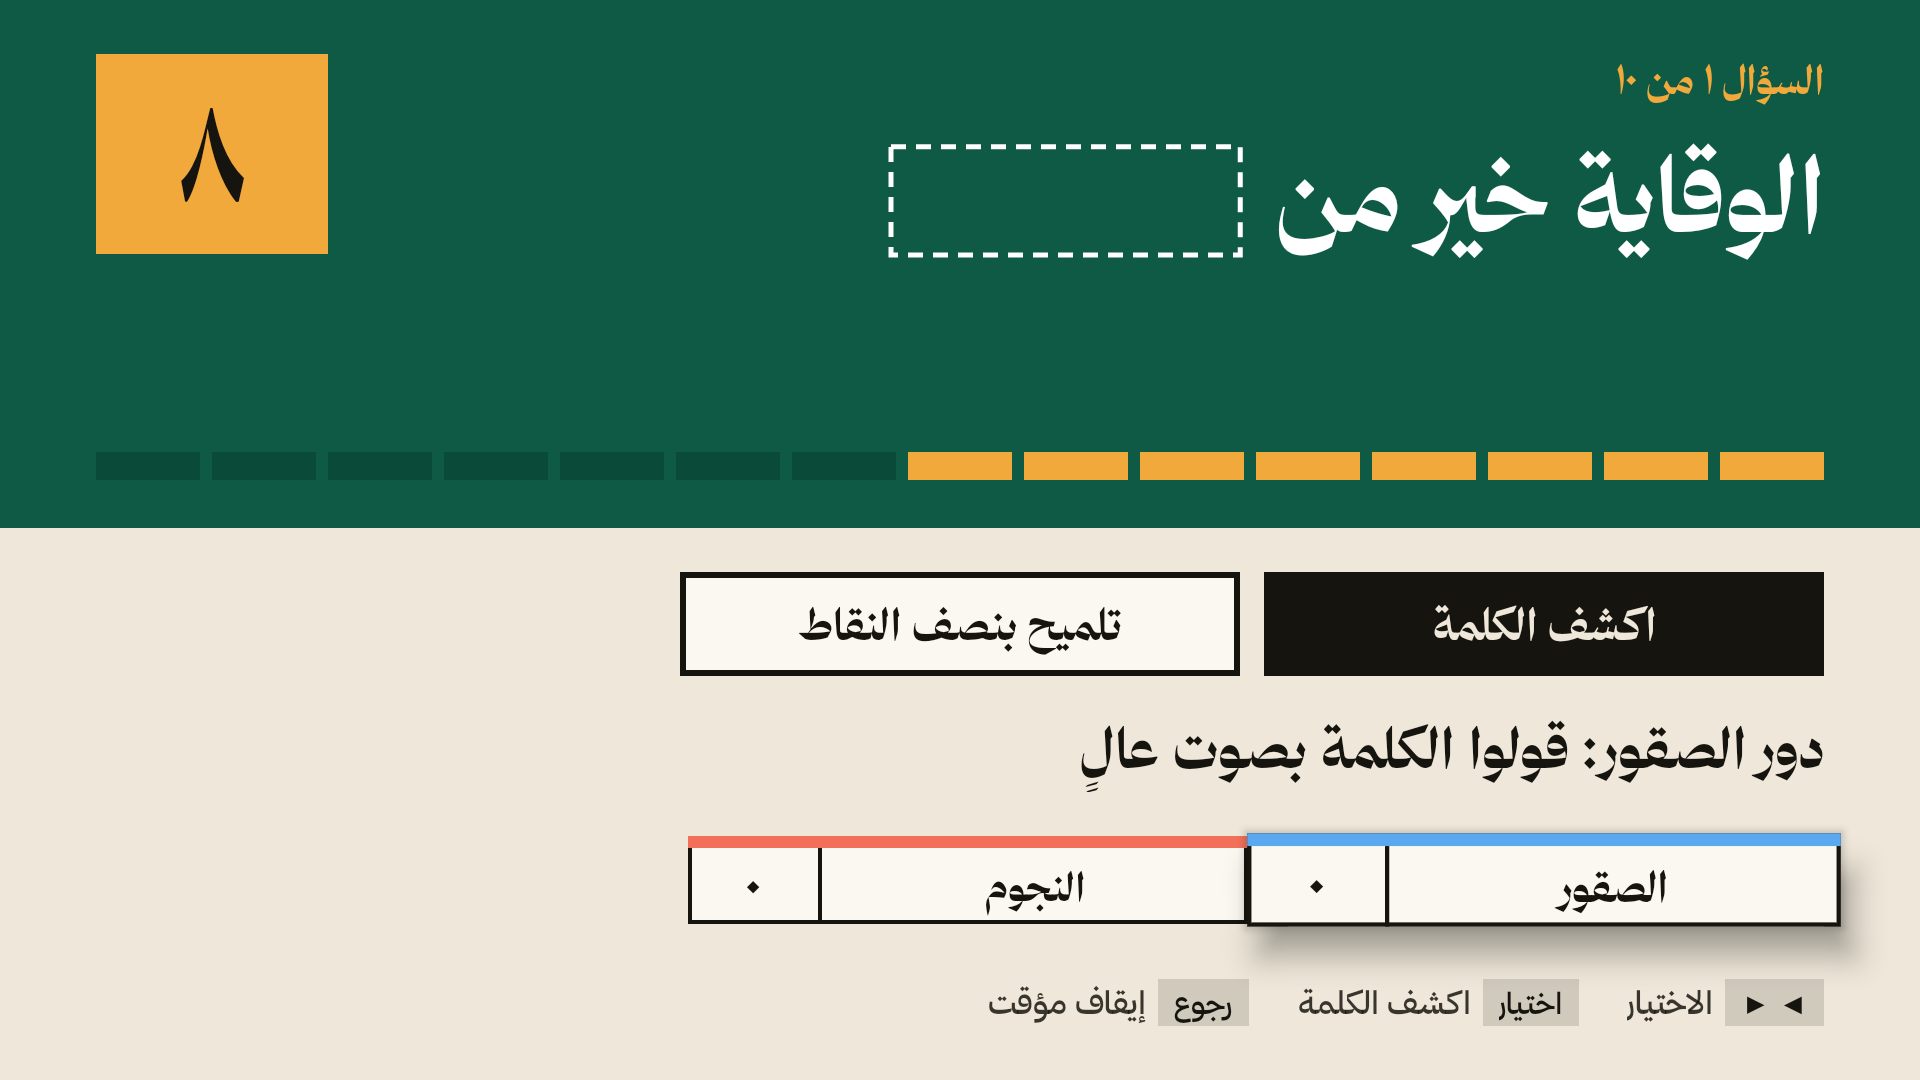 السؤال ١ من ١٠
الوقاية خير من
٨
اكشف الكلمة
تلميح بنصف النقاط
دور الصقور: قولوا الكلمة بصوت عالٍ
الصقور ٠
النجوم ٠
◄ ► الاختيار اختيار اكشف الكلمة رجوع إيقاف مؤقت